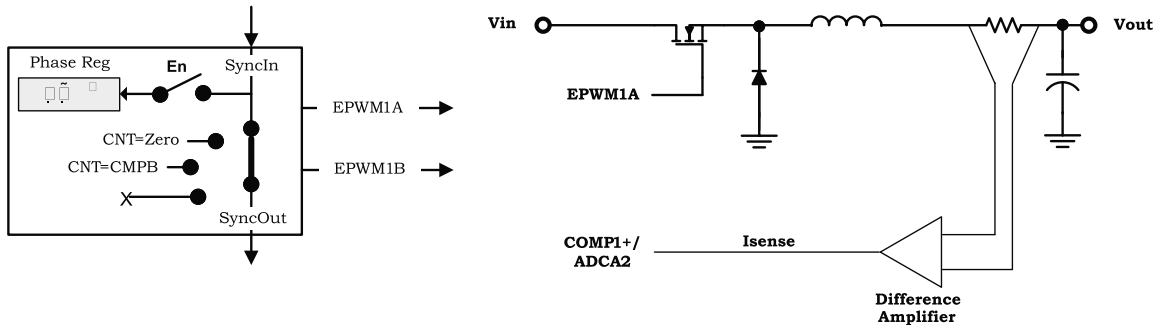 Phase Reg
En
SyncIn
CNT=Zero
CNT=CMPB
X
SyncOut
EPWM1A
EPWM1B
Vin
Vout
EPWM1A
COMP1+/
ADCA2
Isense
Difference
Amplifier